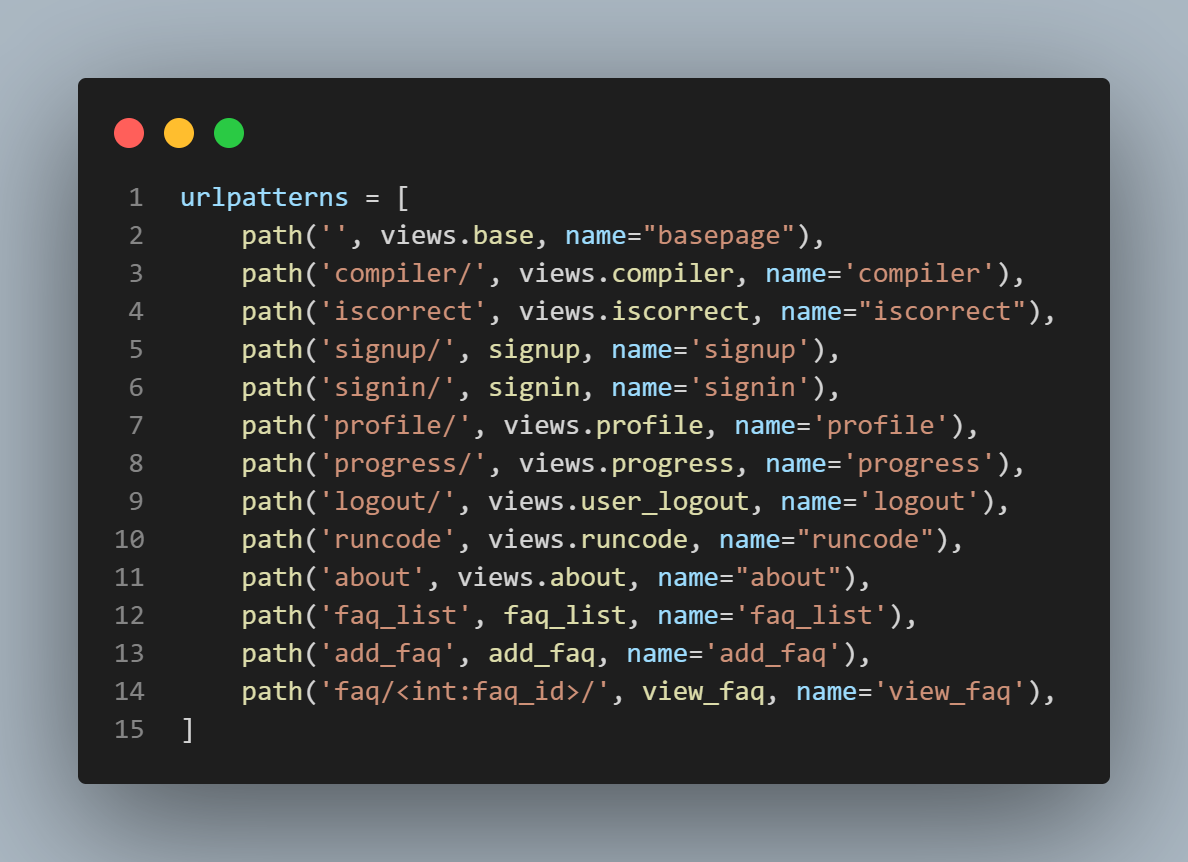 1 urlpatterns = [
2     path('', views.base, name="basepage"),
3     path('compiler/', views.compiler, name='compiler'),
4     path('iscorrect', views.iscorrect, name="iscorrect"),
5     path('signup/', signup, name='signup'),
6     path('signin/', signin, name='signin'),
7     path('profile/', views.profile, name='profile'),
8     path('progress/', views.progress, name='progress'),
9     path('logout/', views.user_logout, name='logout'),
10     path('runcode', views.runcode, name="runcode"),
11     path('about', views.about, name="about"),
12     path('faq_list', faq_list, name='faq_list'),
13     path('add_faq', add_faq, name='add_faq'),
14     path('faq/<int:faq_id>/', view_faq, name='view_faq'),
15 ]